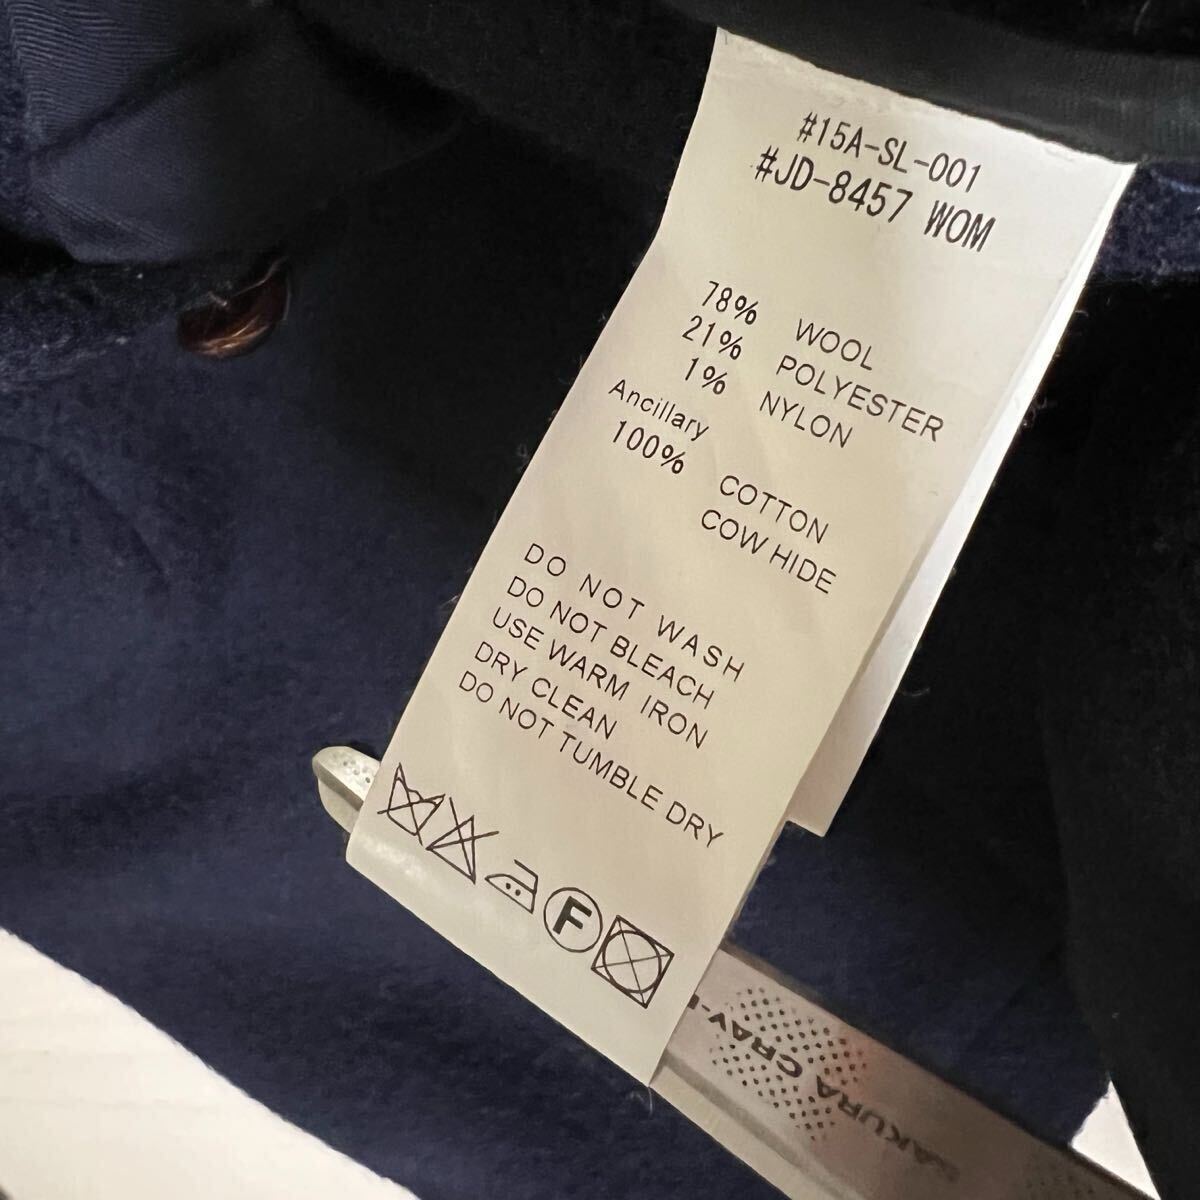 #15A-SL-001
#JD-8457 WOM
78% WOOL
21% POLYESTER
1% NYLON
Ancillary
100% COTTON
COW HIDE
DO NOT WASH
DO NOT BLEACH
USE WARM IRON
DRY CLEAN
DO NOT TUMBLE DRY
F
SAKURA CRAY-